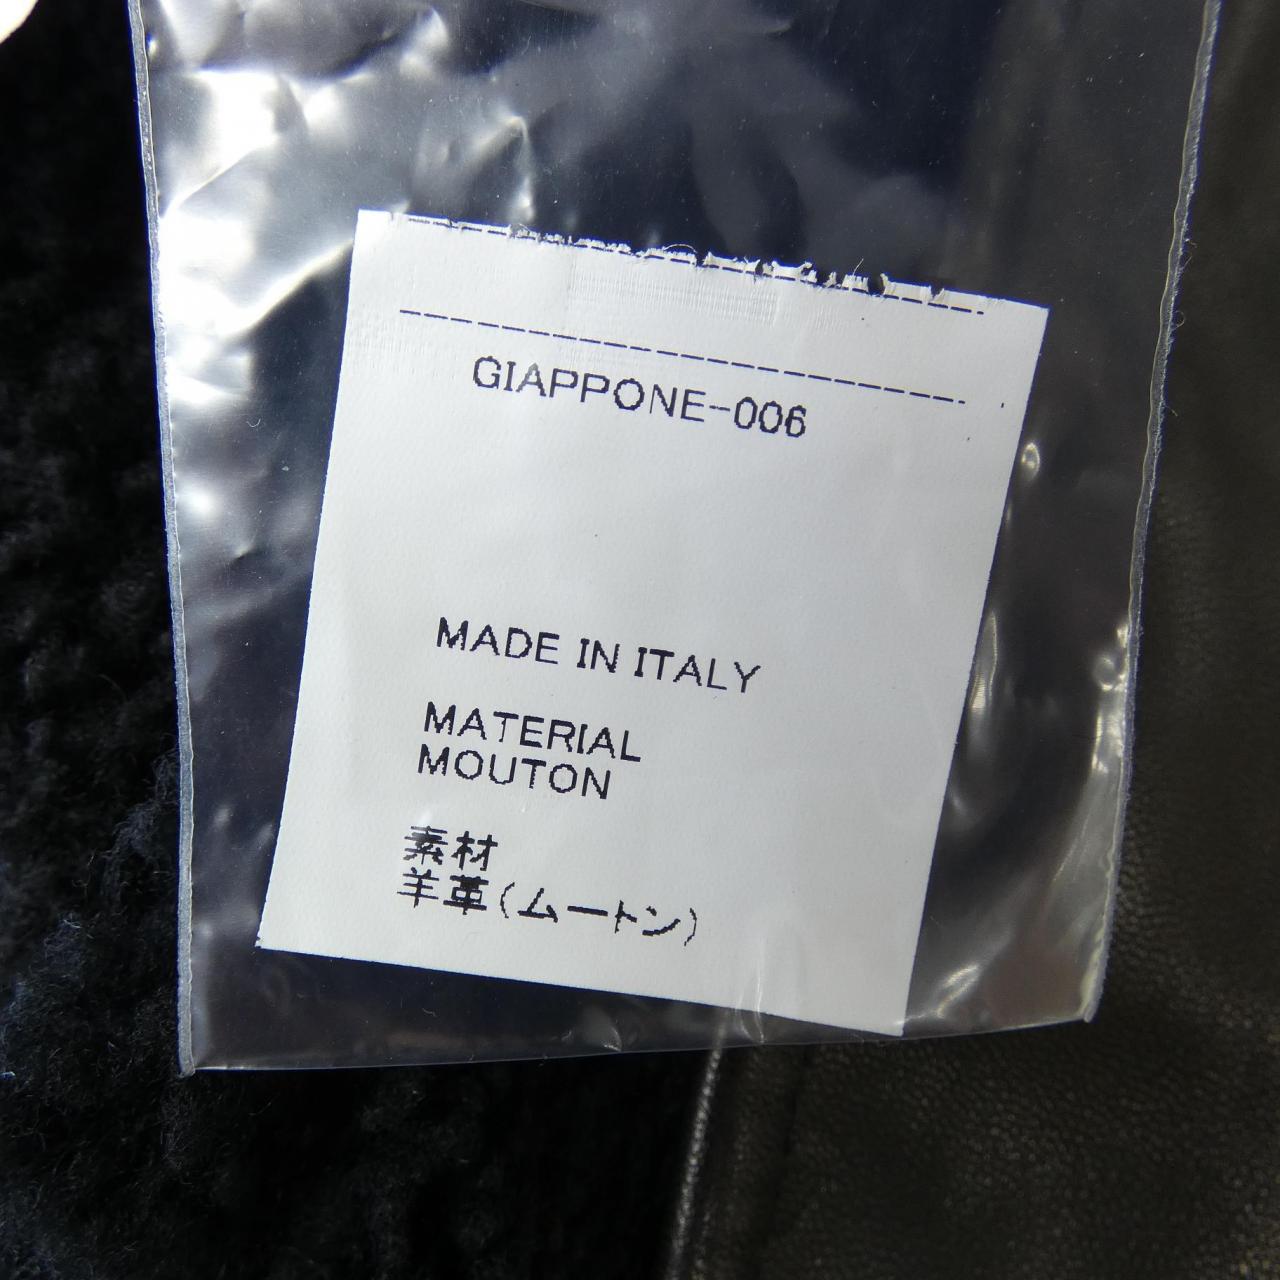 GIAPPONE-006
MADE IN ITALY
MATERIAL
MOUTON
素材
羊革(ムートン)